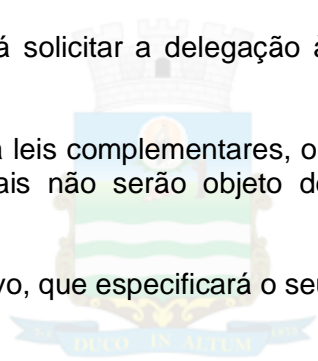 á solicitar a delegação à
a leis complementares, o
ais não serão objeto de
vo, que especificará o seu
DUCO IN ALTUM